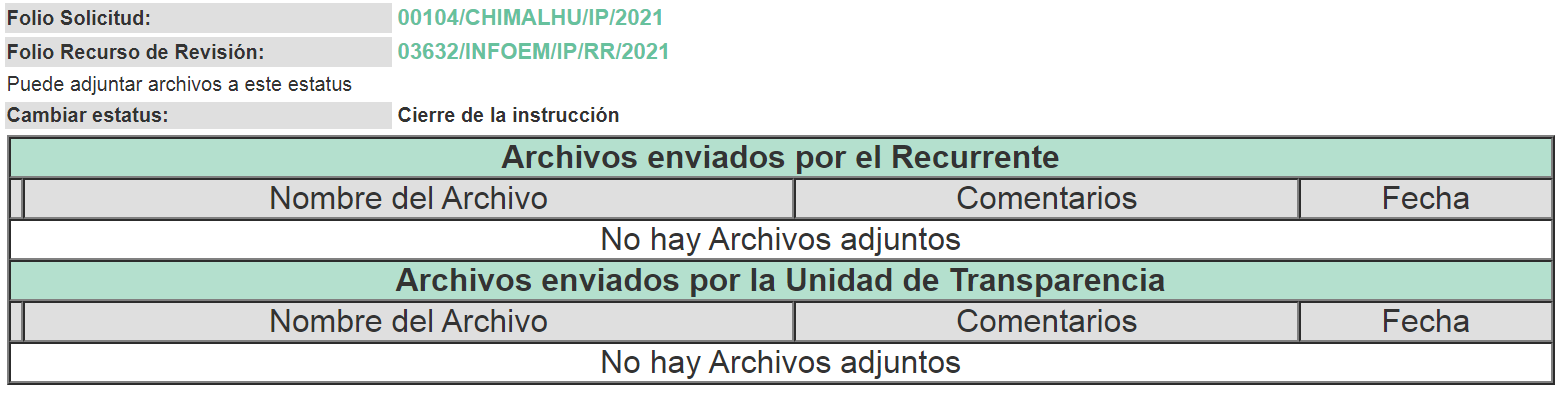 Folio Solicitud: 00104/CHIMALHU/IP/2021
Folio Recurso de Revisión: 03632/INFOEM/IP/RR/2021
Puede adjuntar archivos a este estatus
Cambiar estatus: Cierre de la instrucción
Archivos enviados por el Recurrente
Nombre del Archivo Comentarios Fecha
No hay Archivos adjuntos
Archivos enviados por la Unidad de Transparencia
Nombre del Archivo Comentarios Fecha
No hay Archivos adjuntos